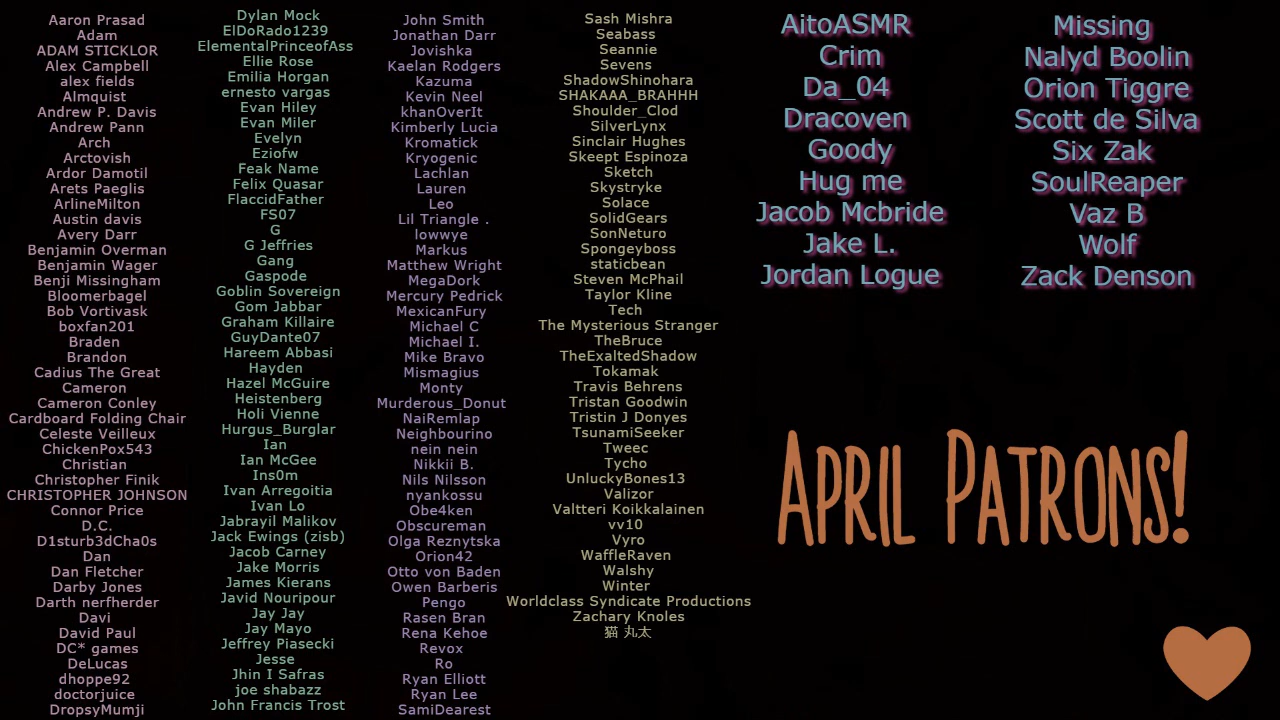 Aaron Prasad
Adam
ADAM STICKLOR
Alex Campbell
alex fields
Almquist
Andrew P. Davis
Andrew Pann
Arch
Arctovish
Ardor Damotil
Arets Paeglis
ArlineMilton
Austin davis
Avery Darr
Benjamin Overman
Benjamin Wager
Benji Missingham
Bloomerbagel
Bob Vortivask
boxfan201
Braden
Brandon
Cadius The Great
Cameron
Cameron Conley
Cardboard Folding Chair
Celeste Veilleux
ChickenPox543
Christian
Christopher Finik
CHRISTOPHER JOHNSON
Connor Price
D.C.
D1sturb3dCha0s
Dan
Dan Fletcher
Darby Jones
Darth nerfherder
Davi
David Paul
DC* games
DeLucas
dhoppe92
doctorjuice
DropsyMumji
Dylan Mock
ElDoRado1239
ElementalPrinceofAss
Ellie Rose
Emilia Horgan
ernesto vargas
Evan Hiley
Evan Miler
Evelyn
Eziofw
Feak Name
Felix Quasar
FlaccidFather
FS07
G
G Jeffries
Gang
Gaspode
Goblin Sovereign
Gom Jabbar
Graham Killaire
GuyDante07
Hareem Abbasi
Hayden
Hazel McGuire
Heistenberg
Holi Vienne
Hurgus_Burglar
Ian
Ian McGee
Ins0m
Ivan Arregoitia
Ivan Lo
Jabrayil Malikov
Jack Ewings (zisb)
Jacob Carney
Jake Morris
James Kierans
Javid Nouripour
Jay Jay
Jay Mayo
Jeffrey Piasecki
Jesse
Jhin I Safras
joe shabazz
John Francis Trost
John Smith
Jonathan Darr
Jovishka
Kaelan Rodgers
Kazuma
Kevin Neel
khanOverIt
Kimberly Lucia
Kromatick
Kryogenic
Lachlan
Lauren
Leo
Lil Triangle .
lowwye
Markus
Matthew Wright
MegaDork
Mercury Pedrick
MexicanFury
Michael C
Michael I.
Mike Bravo
Mismagius
Monty
Murderous_Donut
NaiRemlap
Neighbourino
nein nein
Nikkii B.
Nils Nilsson
nyankossu
Obe4ken
Obscureman
Olga Reznytska
Orion42
Otto von Baden
Owen Barberis
Pengo
Rasen Bran
Rena Kehoe
Revox
Ro
Ryan Elliott
Ryan Lee
SamiDearest
Sash Mishra
Seabass
Seannie
Sevens
ShadowShinohara
SHAKAAA_BRAHHH
Shoulder_Clod
SilverLynx
Sinclair Hughes
Skeept Espinoza
Sketch
Skystryke
Solace
SolidGears
SonNeturo
Spongeyboss
staticbean
Steven McPhail
Taylor Kline
Tech
The Mysterious Stranger
TheBruce
TheExaltedShadow
Tokamak
Travis Behrens
Tristan Goodwin
Tristin J Donyes
TsunamiSeeker
Tweec
Tycho
UnluckyBones13
Valizor
Valtteri Koikkalainen
vv10
Vyro
WaffleRaven
Walshy
Winter
Worldclass Syndicate Productions
Zachary Knoles
猫 丸太
AitoASMR
Crim
Da_04
Dracoven
Goody
Hug me
Jacob Mcbride
Jake L.
Jordan Logue
Missing
Nalyd Boolin
Orion Tiggre
Scott de Silva
Six Zak
SoulReaper
Vaz B
Wolf
Zack Denson
APRIL PATRONS!